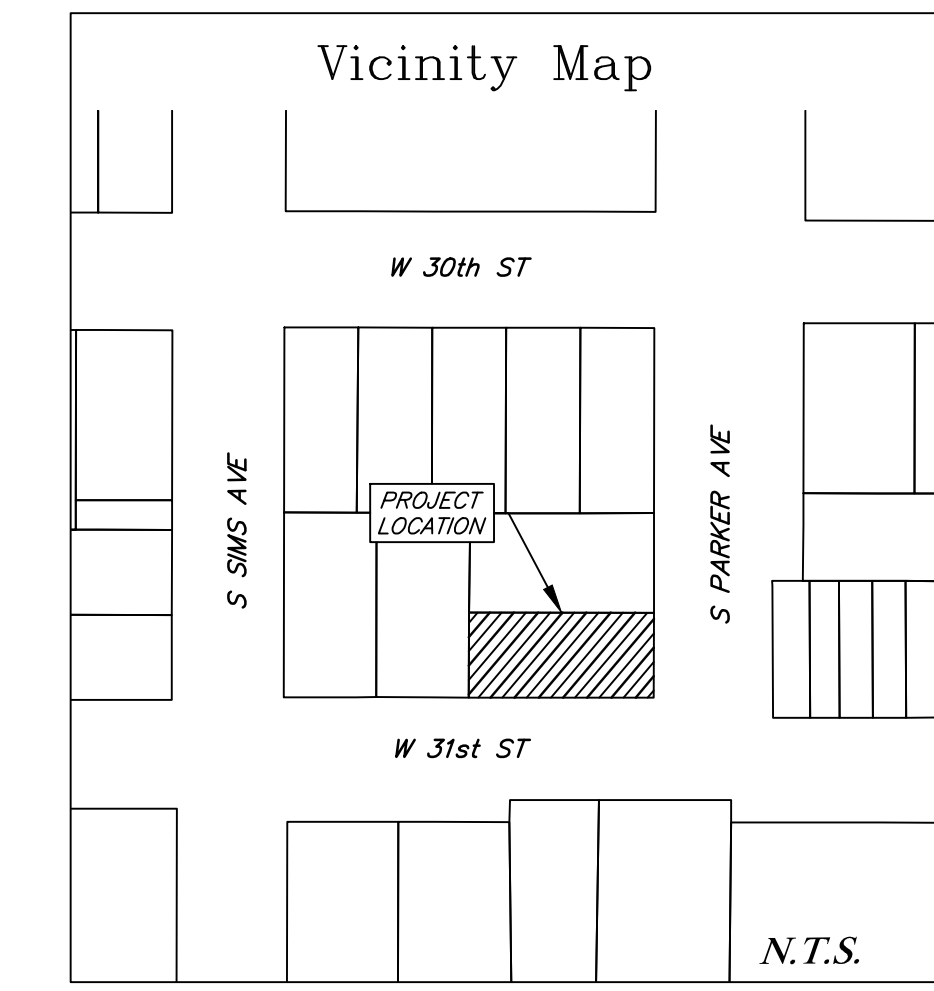 Vicinity Map
W 30th ST
S SIMS AVE
S PARKER AVE
PROJECT
LOCATION
W 31st ST
N.T.S.